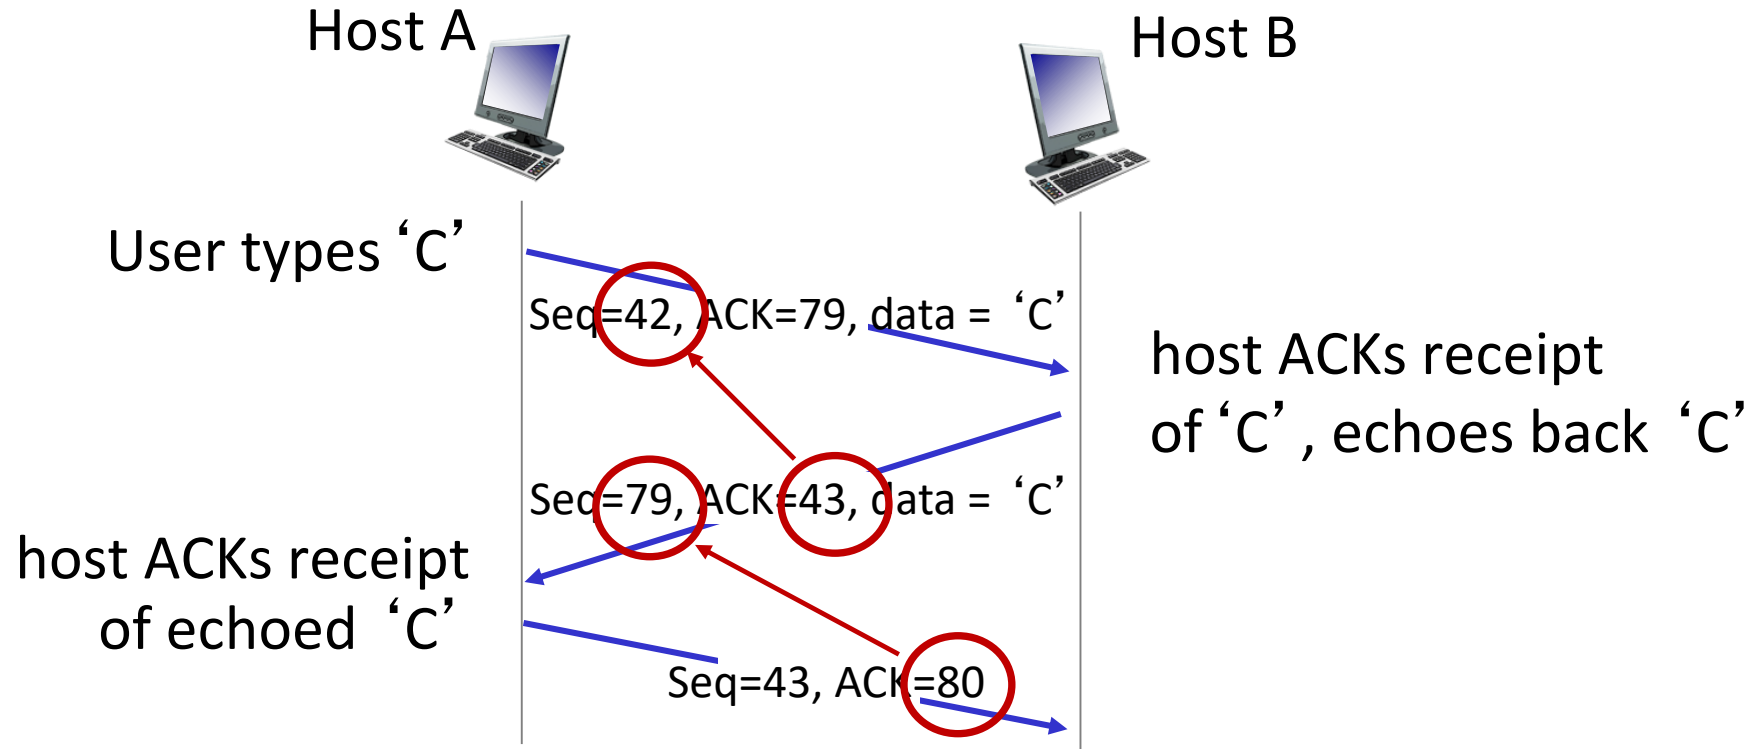 Host A
Host B
User types ‘C’
Seq=42, ACK=79, data = ‘C’
host ACKs receipt
of ‘C’, echoes back ‘C’
Seq=79, ACK=43, data = ‘C’
host ACKs receipt
of echoed ‘C’
Seq=43, ACK=80